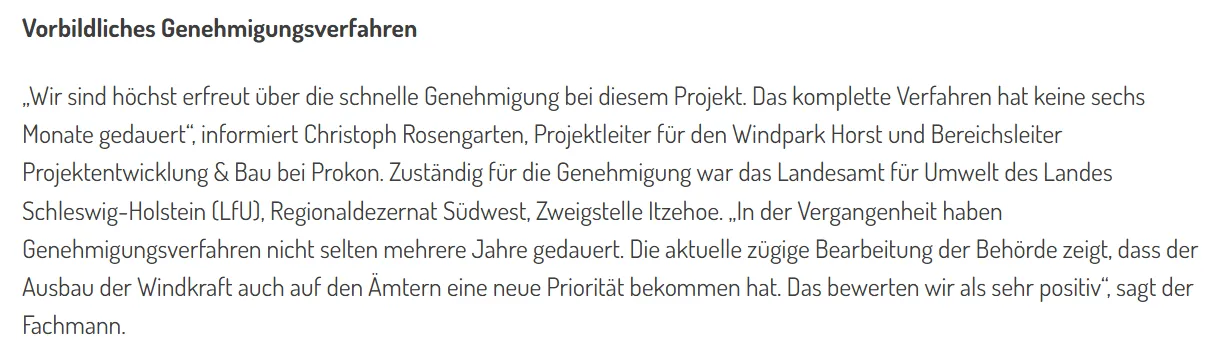 Vorbildliches Genehmigungsverfahren
„Wir sind höchst erfreut über die schnelle Genehmigung bei diesem Projekt. Das komplette Verfahren hat keine sechs
Monate gedauert“, informiert Christoph Rosengarten, Projektleiter für den Windpark Horst und Bereichsleiter
Projektentwicklung & Bau bei Prokon. Zuständig für die Genehmigung war das Landesamt für Umwelt des Landes
Schleswig-Holstein (LfU), Regionaldezernat Südwest, Zweigstelle Itzehoe. „In der Vergangenheit haben
Genehmigungsverfahren nicht selten mehrere Jahre gedauert. Die aktuelle zügige Bearbeitung der Behörde zeigt, dass der
Ausbau der Windkraft auch auf den Ämtern eine neue Priorität bekommen hat. Das bewerten wir als sehr positiv“, sagt der
Fachmann.